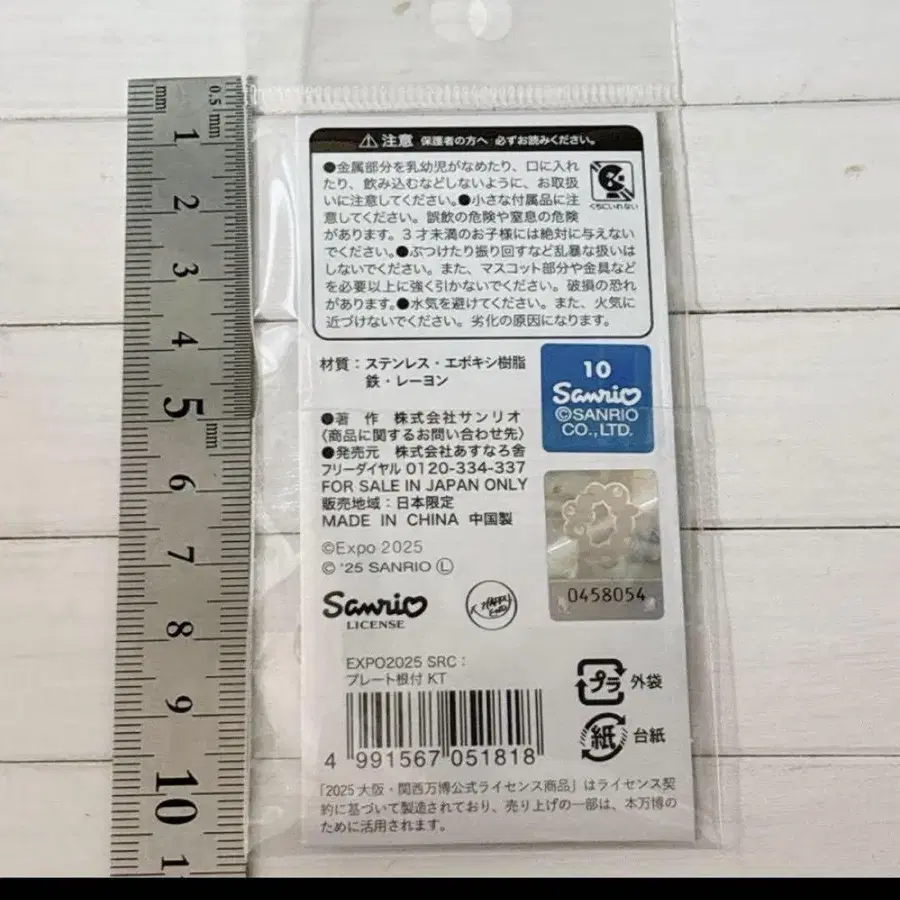 mm
0.5 mm
1
2
3
4
5
mm
6
7
8
9
10
⚠注意 保護者の方へ 必ずお読みください。
●金属部分を乳幼児がなめたり、口に入れ
たり、飲み込むなどしないように、お取扱
いに注意してください。●小さな付属品に注
意してください。誤飲の危険や窒息の危険
があります。3才未満のお子様には絶対に与えない
でください。●ぶつけたり振り回すなど乱暴な扱いは
しないでください。また、マスコット部分や金具など
を必要以上に強く引かないでください。破損の恐れ
があります。●水気を避けてください。また、火気に
近づけないでください。劣化の原因になります。
くちにいれない
材質：ステンレス・エポキシ樹脂
鉄・レーヨン
10
Sanrio
©SANRIO
CO.,LTD.
●著 作 株式会社サンリオ
〈商品に関するお問い合わせ先〉
●発売元 株式会社あすなろ舎
フリーダイヤル 0120-334-337
FOR SALE IN JAPAN ONLY
販売地域：日本限定
MADE IN CHINA 中国製
©Expo 2025
© '25 SANRIO Ⓛ
0458054
Sanrio
LICENSE
EXPO2025 SRC：
プレート根付 KT
4 991567 051818
プラ 外袋
紙 台紙
「2025 大阪・関西万博公式ライセンス商品」はライセンス契
約に基づいて製造されており、売り上げの一部は、本万博の
ために活用されます。